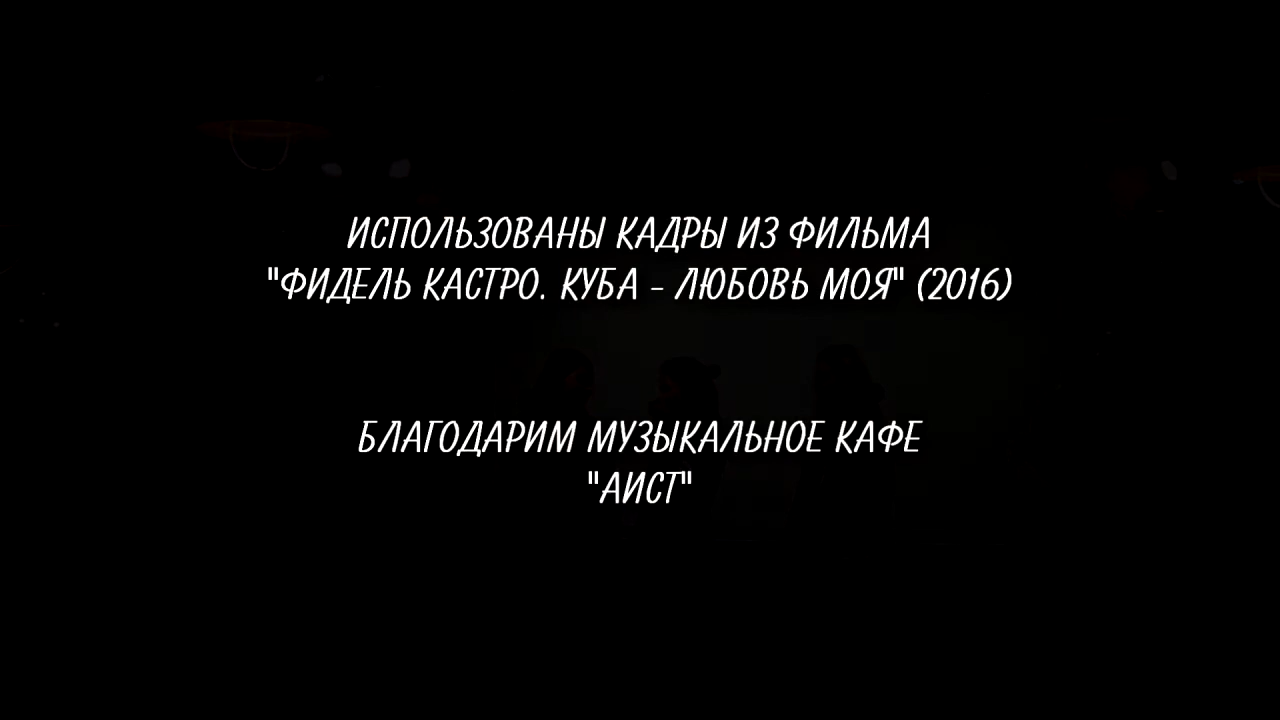 ИСПОЛЬЗОВАНЫ КАДРЫ ИЗ ФИЛЬМА
"ФИДЕЛЬ КАСТРО. КУБА - ЛЮБОВЬ МОЯ" (2016)
БЛАГОДАРИМ МУЗЫКАЛЬНОЕ КАФЕ
"АИСТ"